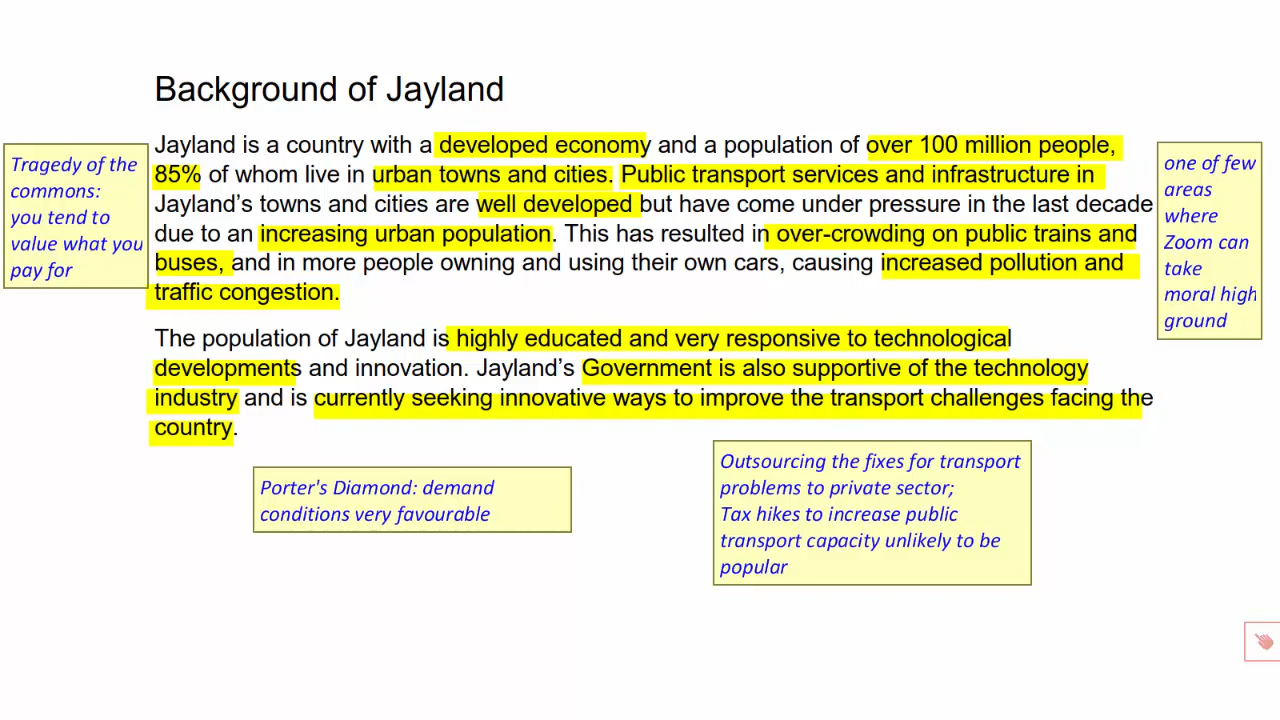 Background of Jayland
Jayland is a country with a developed economy and a population of over 100 million people,
85% of whom live in urban towns and cities. Public transport services and infrastructure in
Jayland’s towns and cities are well developed but have come under pressure in the last decade
due to an increasing urban population. This has resulted in over-crowding on public trains and
buses, and in more people owning and using their own cars, causing increased pollution and
traffic congestion.
The population of Jayland is highly educated and very responsive to technological
developments and innovation. Jayland’s Government is also supportive of the technology
industry and is currently seeking innovative ways to improve the transport challenges facing the
country.
Tragedy of the
commons:
you tend to
value what you
pay for
one of few
areas
where
Zoom can
take
moral high
ground
Porter's Diamond: demand
conditions very favourable
Outsourcing the fixes for transport
problems to private sector;
Tax hikes to increase public
transport capacity unlikely to be
popular